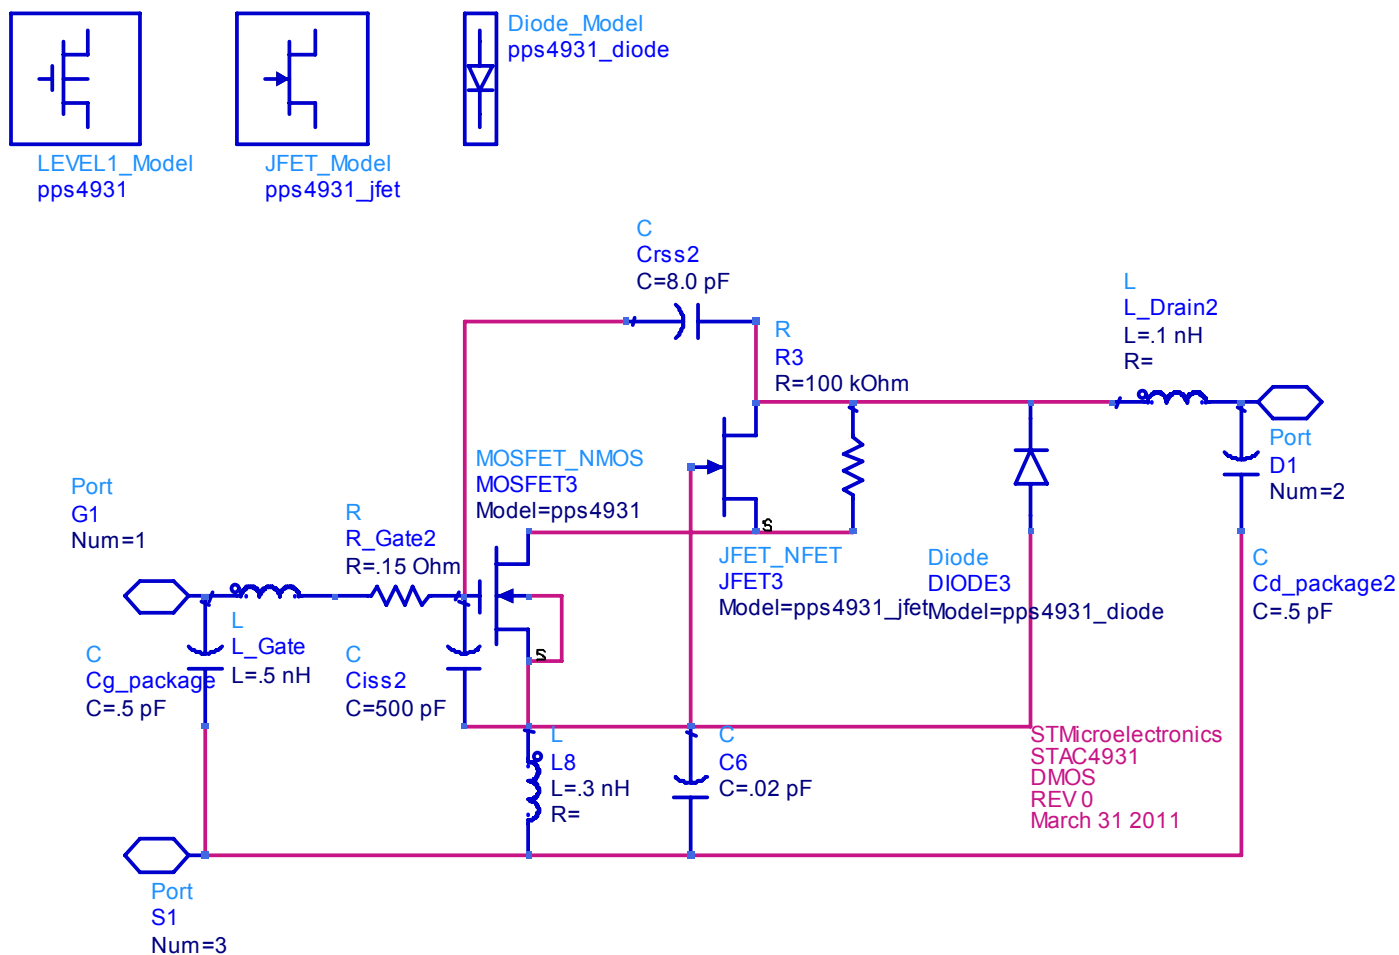 Diode_Model
pps4931_diode
LEVEL1_Model
pps4931
JFET_Model
pps4931_jfet
C
Crss2
C=8.0 pF
L
L_Drain2
L=.1 nH
R=
R
R3
R=100 kOhm
MOSFET_NMOS
MOSFET3
Model=pps4931
Port
D1
Num=2
Port
G1
Num=1
R
R_Gate2
R=.15 Ohm
S
JFET_NFET
JFET3
Model=pps4931_jfet
Diode
DIODE3
Model=pps4931_diode
C
Cd_package2
C=.5 pF
L
L_Gate
L=.5 nH
C
Cg_package
C=.5 pF
C
Ciss2
C=500 pF
S
L
L8
L=.3 nH
R=
C
C6
C=.02 pF
STMicroelectronics
STAC4931
DMOS
REV 0
March 31 2011
Port
S1
Num=3